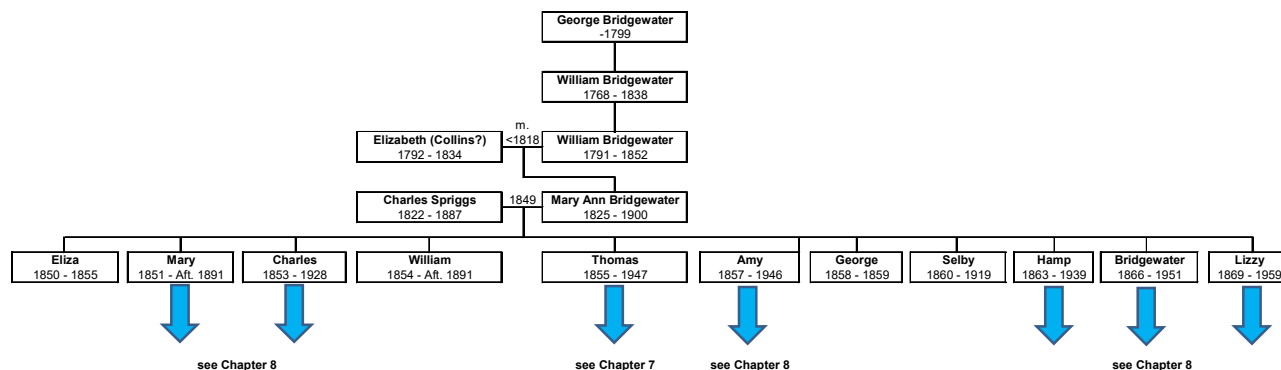 George Bridgewater
-1799
William Bridgewater
1768 - 1838
m.
<1818
Elizabeth (Collins?)
1792 - 1834
William Bridgewater
1791 - 1852
Charles Spriggs
1822 - 1887
1849
Mary Ann Bridgewater
1825 - 1900
Eliza
1850 - 1855
Mary
1851 - Aft. 1891
Charles
1853 - 1928
William
1854 - Aft. 1891
Thomas
1855 - 1947
Amy
1857 - 1946
George
1858 - 1859
Selby
1860 - 1919
Hamp
1863 - 1939
Bridgewater
1866 - 1951
Lizzy
1869 - 1959
see Chapter 8
see Chapter 7
see Chapter 8
see Chapter 8